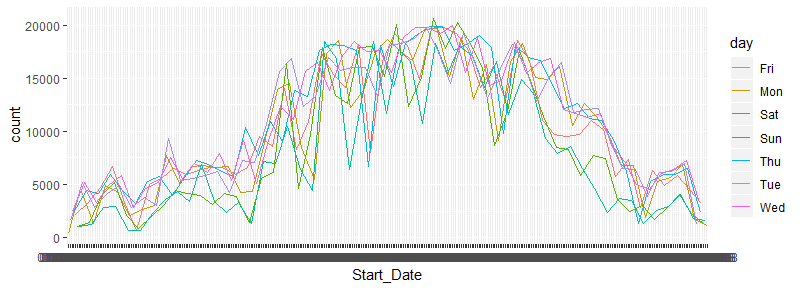 20000
15000
10000
5000
0
count
Start_Date
day
Fri
Mon
Sat
Sun
Thu
Tue
Wed